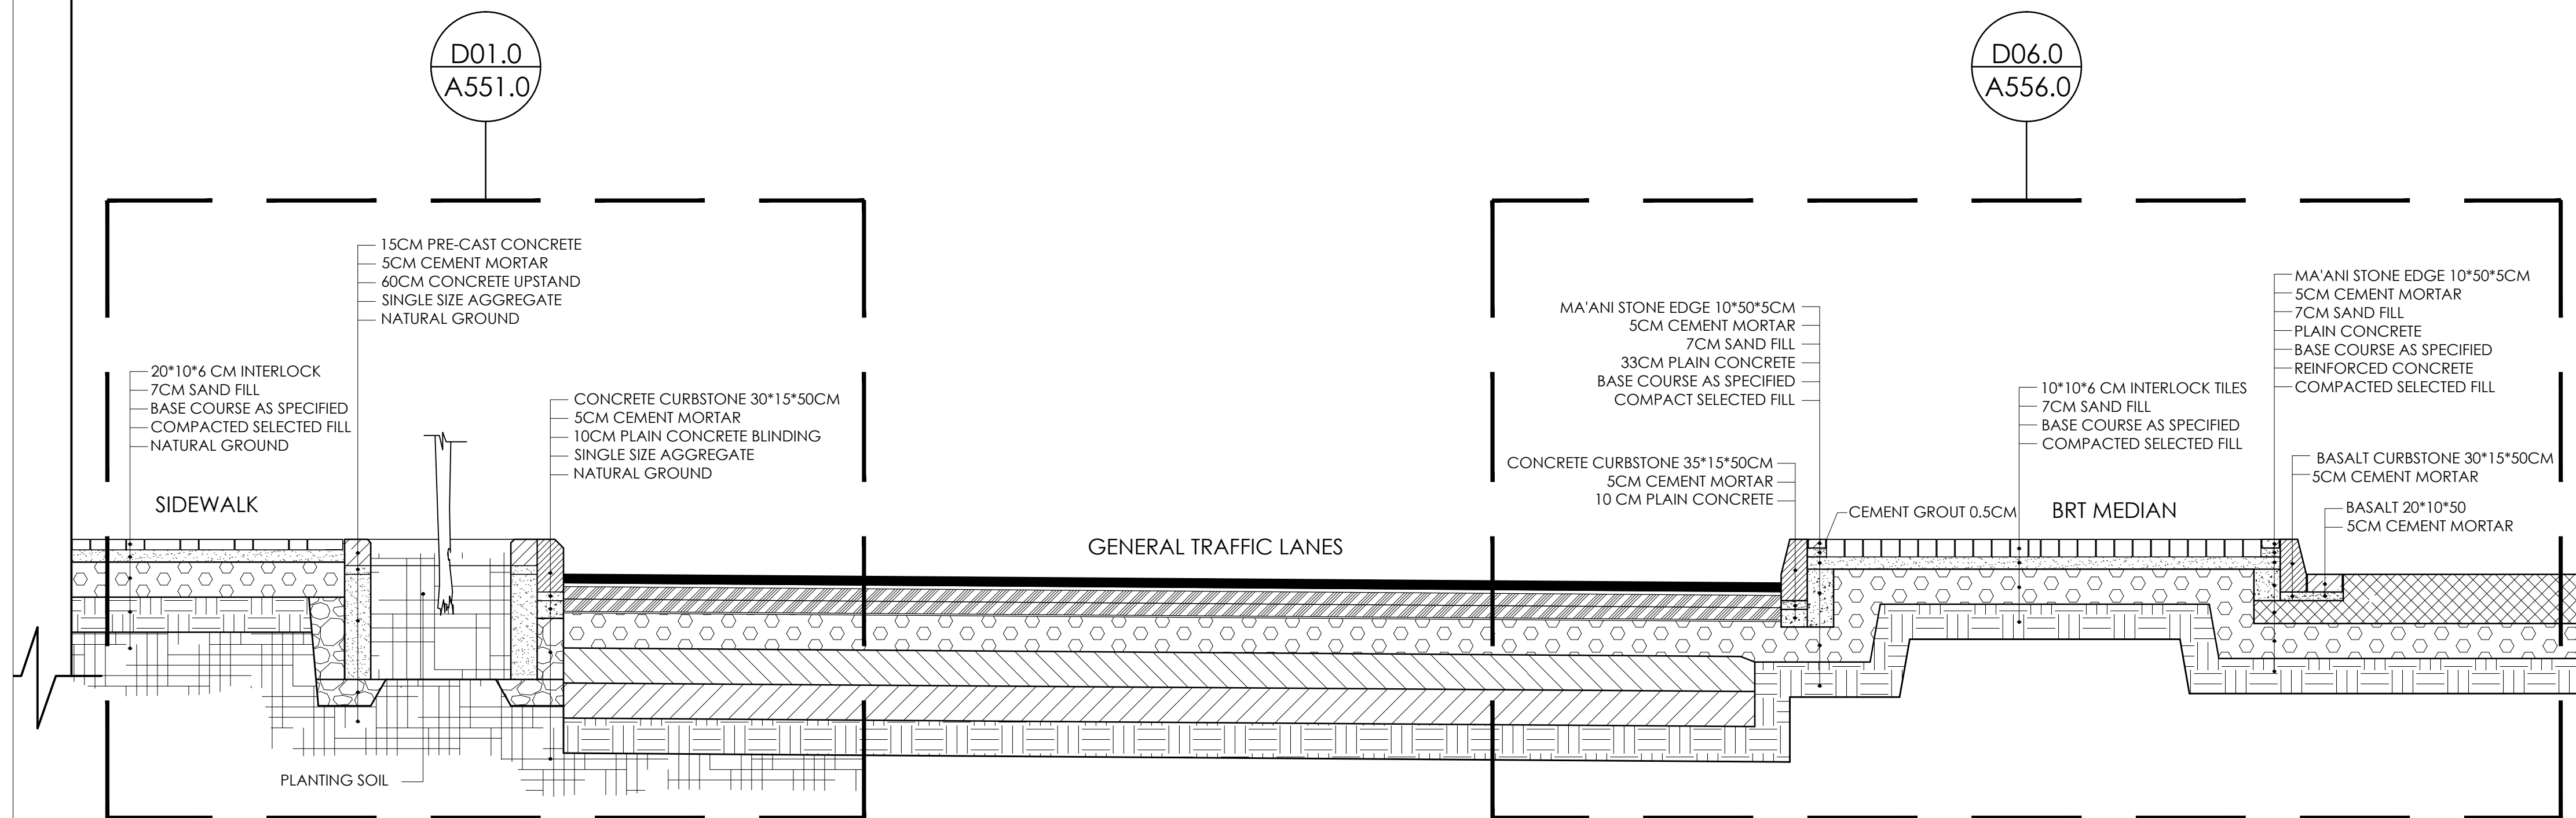 D01.0
A551.0
D06.0
A556.0
15CM PRE-CAST CONCRETE
5CM CEMENT MORTAR
60CM CONCRETE UPSTAND
SINGLE SIZE AGGREGATE
NATURAL GROUND
20*10*6 CM INTERLOCK
7CM SAND FILL
BASE COURSE AS SPECIFIED
COMPACTED SELECTED FILL
NATURAL GROUND
CONCRETE CURBSTONE 30*15*50CM
5CM CEMENT MORTAR
10CM PLAIN CONCRETE BLINDING
SINGLE SIZE AGGREGATE
NATURAL GROUND
SIDEWALK
PLANTING SOIL
GENERAL TRAFFIC LANES
MA'ANI STONE EDGE 10*50*5CM
5CM CEMENT MORTAR
7CM SAND FILL
33CM PLAIN CONCRETE
BASE COURSE AS SPECIFIED
COMPACT SELECTED FILL
CONCRETE CURBSTONE 35*15*50CM
5CM CEMENT MORTAR
10 CM PLAIN CONCRETE
CEMENT GROUT 0.5CM
BRT MEDIAN
10*10*6 CM INTERLOCK TILES
7CM SAND FILL
BASE COURSE AS SPECIFIED
COMPACTED SELECTED FILL
MA'ANI STONE EDGE 10*50*5CM
5CM CEMENT MORTAR
7CM SAND FILL
PLAIN CONCRETE
BASE COURSE AS SPECIFIED
REINFORCED CONCRETE
COMPACTED SELECTED FILL
BASALT CURBSTONE 30*15*50CM
5CM CEMENT MORTAR
BASALT 20*10*50
5CM CEMENT MORTAR